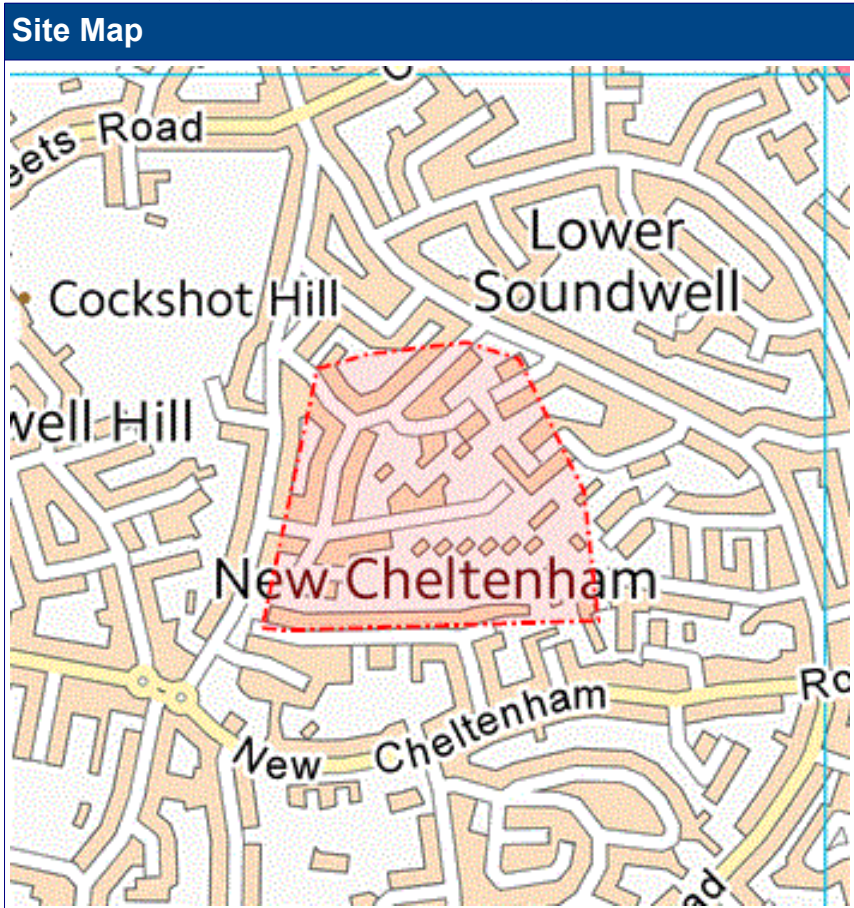 Site Map
eets Road
Lower
Soundwell
Cockshot Hill
well Hill
New Cheltenham
New Cheltenham
Ro
ad